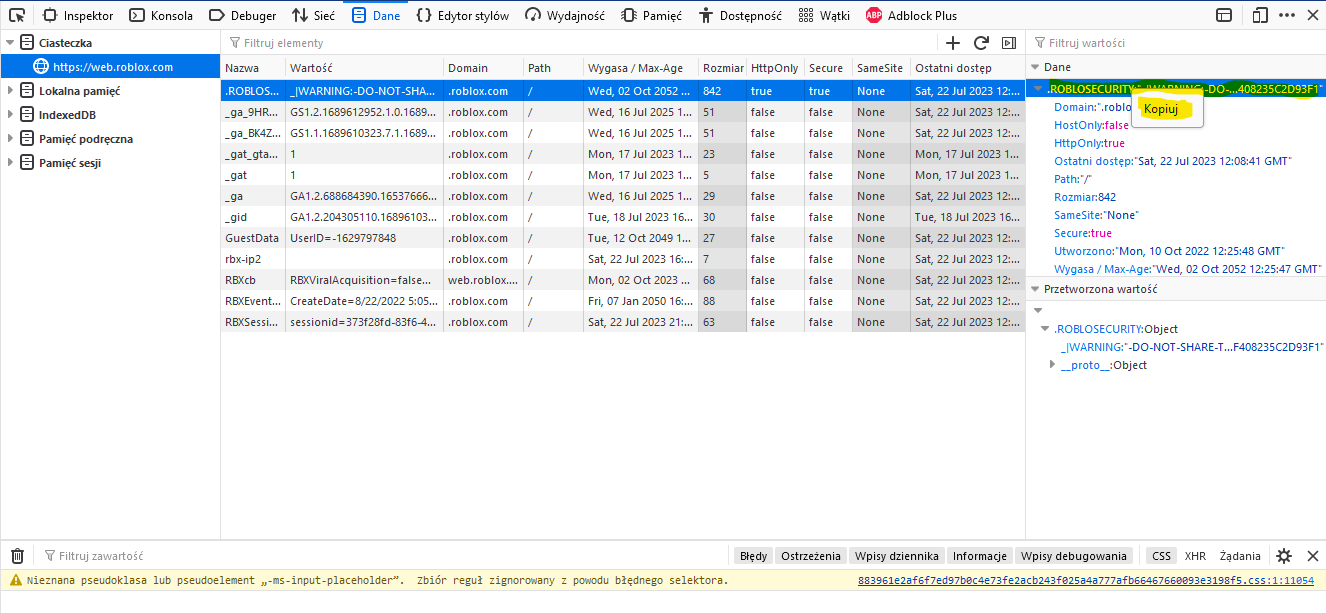 Inspektor Konsola Debuger Sieć Dane Edytor stylów Wydajność Pamięć Dostępność Wątki ABP Adblock Plus
Ciasteczka
https://web.roblox.com
Lokalna pamięć
IndexedDB
Pamięć podręczna
Pamięć sesji
Filtruj elementy
Nazwa Wartość Domain Path Wygasa / Max-Age Rozmiar HttpOnly Secure SameSite Ostatni dostęp
.ROBLOS... _|WARNING:-DO-NOT-SHA... .roblox.com / Wed, 02 Oct 2052 ... 842 true true None Sat, 22 Jul 2023 12:...
_ga_9HR... GS1.2.1689612952.1.0.1689... .roblox.com / Wed, 16 Jul 2025 1... 51 false false None Sat, 22 Jul 2023 12:...
_ga_BK4Z... GS1.1.1689610323.7.1.1689... .roblox.com / Wed, 16 Jul 2025 1... 51 false false None Sat, 22 Jul 2023 12:...
_gat_gta... 1 .roblox.com / Mon, 17 Jul 2023 1... 23 false false None Mon, 17 Jul 2023 1...
_gat 1 .roblox.com / Mon, 17 Jul 2023 1... 5 false false None Mon, 17 Jul 2023 1...
_ga GA1.2.688684390.16537666... .roblox.com / Wed, 16 Jul 2025 1... 29 false false None Sat, 22 Jul 2023 12:...
_gid GA1.2.204305110.16896103... .roblox.com / Tue, 18 Jul 2023 16... 30 false false None Tue, 18 Jul 2023 16...
GuestData UserID=-1629797848 .roblox.com / Tue, 12 Oct 2049 1... 27 false false None Sat, 22 Jul 2023 12:...
rbx-ip2 .roblox.com / Sat, 22 Jul 2023 16:... 7 false false None Sat, 22 Jul 2023 12:...
RBXcb RBXViralAcquisition=false... web.roblox.... / Mon, 02 Oct 2023 ... 68 false false None Sat, 22 Jul 2023 12:...
RBXEvent... CreateDate=8/22/2022 5:05... .roblox.com / Fri, 07 Jan 2050 16:... 88 false false None Sat, 22 Jul 2023 12:...
RBXSessi... sessionid=373f28fd-83f6-4... .roblox.com / Sat, 22 Jul 2023 21:... 63 false false None Sat, 22 Jul 2023 12:...
Filtruj wartości
Dane
.ROBLOSECURITY:"_|WARNING:-DO-...408235C2D93F1"
Domain:".roblo
Kopiuj
HostOnly:false
HttpOnly:true
Ostatni dostęp:"Sat, 22 Jul 2023 12:08:41 GMT"
Path:"/"
Rozmiar:842
SameSite:"None"
Secure:true
Utworzono:"Mon, 10 Oct 2022 12:25:48 GMT"
Wygasa / Max-Age:"Wed, 02 Oct 2052 12:25:47 GMT"
Przetworzona wartość
.ROBLOSECURITY:Object
_|WARNING:"-DO-NOT-SHARE-T...F408235C2D93F1"
__proto__:Object
Filtruj zawartość
Błędy Ostrzeżenia Wpisy dziennika Informacje Wpisy debugowania CSS XHR Żądania
Nieznana pseudoklasa lub pseudoelement „-ms-input-placeholder”. Zbiór reguł zignorowany z powodu błędnego selektora. 883961e2af6f7ed97b0c4e73fe2acb243f025a4a777afb66467660093e3198f5.css:1:11054